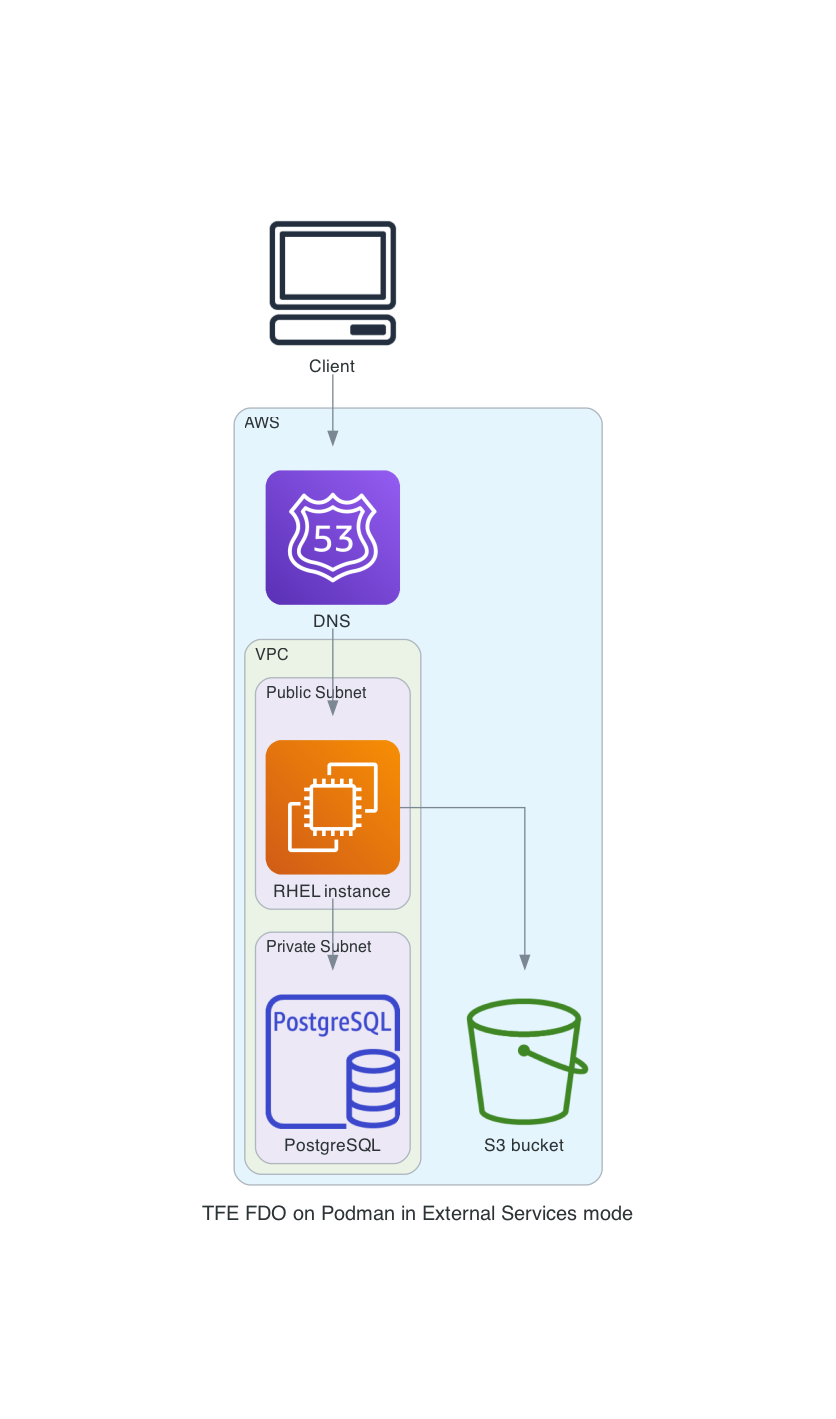 Client
AWS
53
DNS
VPC
Public Subnet
RHEL instance
Private Subnet
PostgreSQL
PostgreSQL
S3 bucket
TFE FDO on Podman in External Services mode